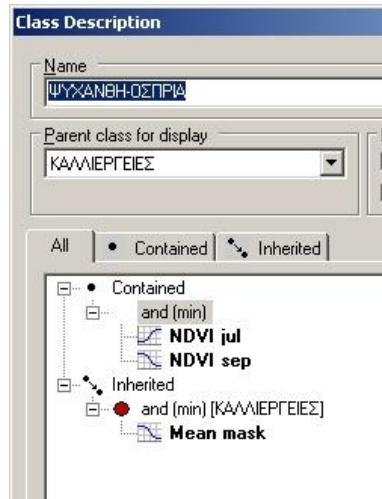 Class Description
Name
ΨΥΧΑΝΘΗ-ΟΣΠΡΙΑ
Parent class for display
ΚΑΛΛΙΕΡΓΕΙΕΣ
All Contained Inherited
Contained
and (min)
NDVI jul
NDVI sep
Inherited
and (min) [ΚΑΛΛΙΕΡΓΕΙΕΣ]
Mean mask